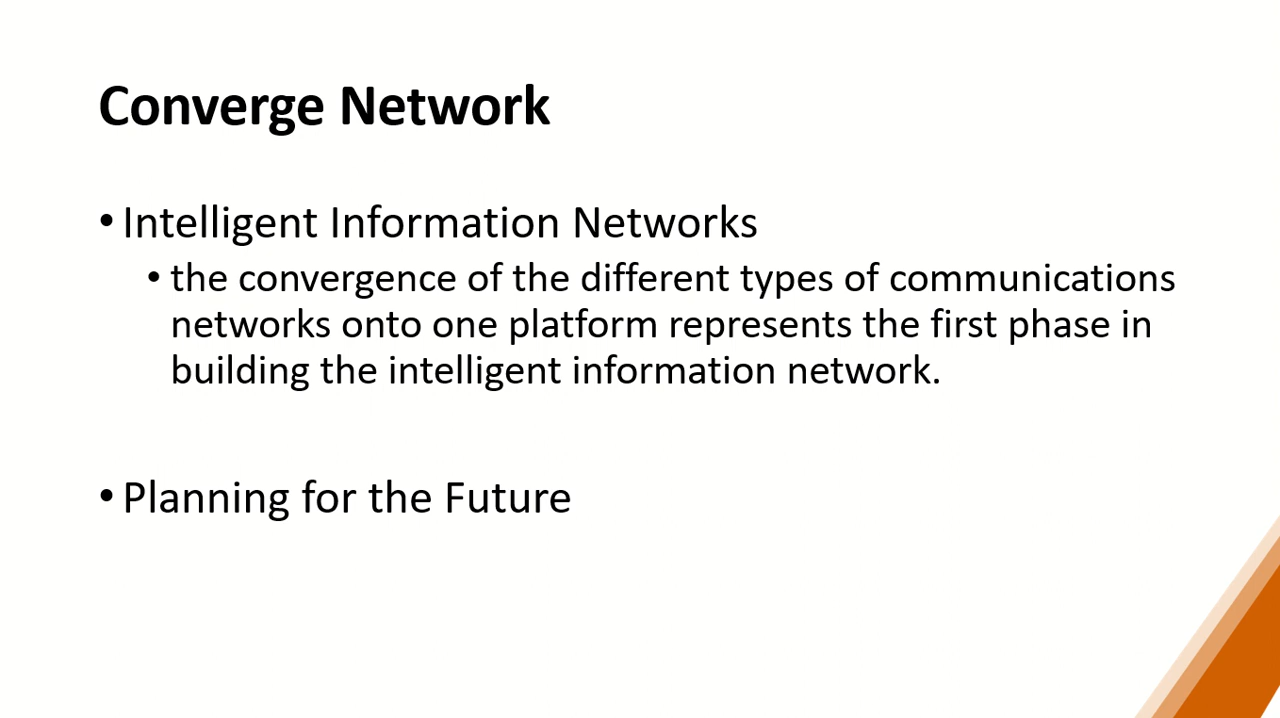 Converge Network
• Intelligent Information Networks
• the convergence of the different types of communications
networks onto one platform represents the first phase in
building the intelligent information network.
• Planning for the Future